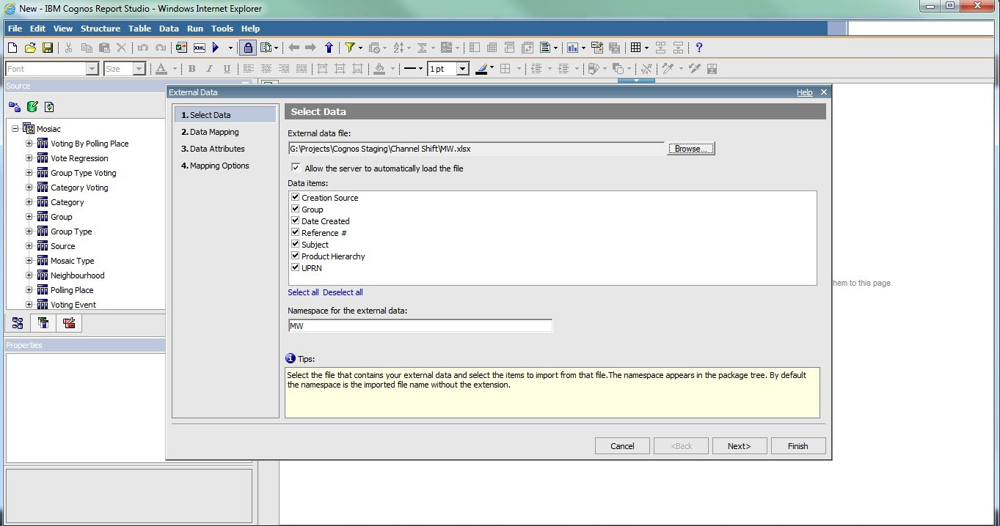 New - IBM Cognos Report Studio - Windows Internet Explorer
File Edit View Structure Table Data Run Tools Help
XML
Font Size A B I U 1 pt
Source
Mosiac
Voting By Polling Place
Vote Regression
Group Type Voting
Category Voting
Category
Group
Group Type
Source
Mosaic Type
Neighbourhood
Polling Place
Voting Event
Properties
External Data Help
1. Select Data
2. Data Mapping
3. Data Attributes
4. Mapping Options
Select Data
External data file:
G:\Projects\Cognos Staging\Channel Shift\MW.xlsx Browse...
Allow the server to automatically load the file
Data items:
Creation Source
Group
Date Created
Reference #
Subject
Product Hierarchy
UPRN
Select all Deselect all
Namespace for the external data:
MW
Tips:
Select the file that contains your external data and select the items to import from that file.The namespace appears in the package tree. By default
the namespace is the imported file name without the extension.
Cancel <Back Next> Finish
hem to this page.